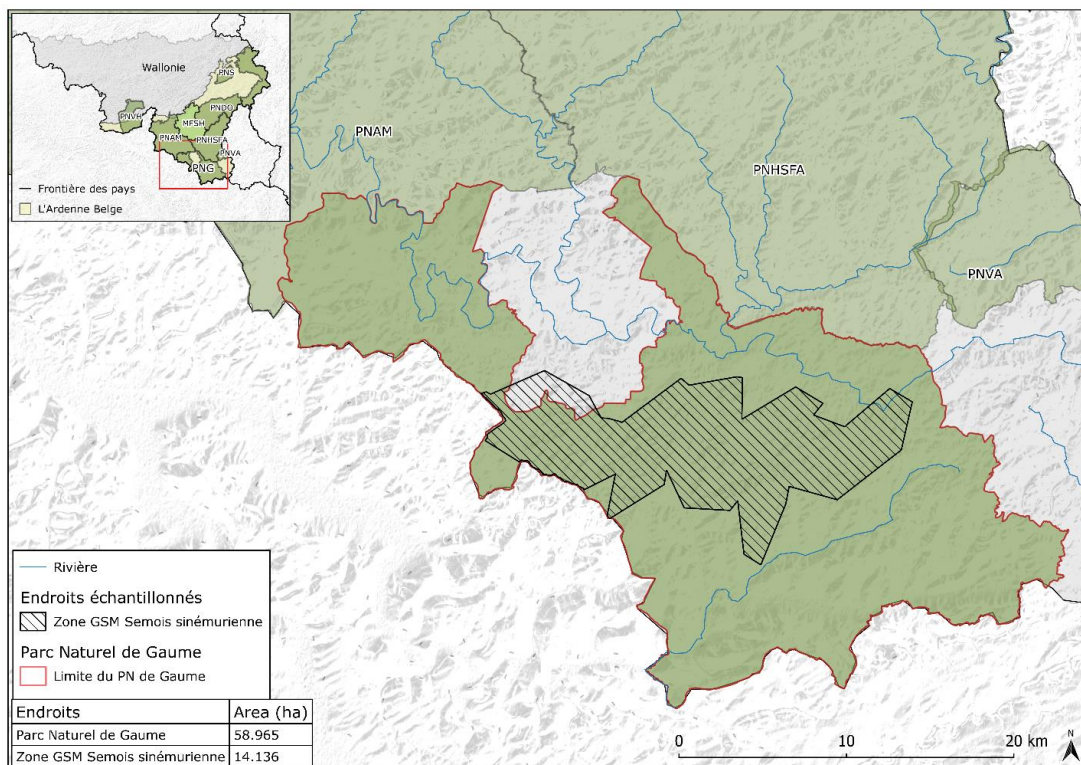 Wallonie
PNS
PNVH
PNDO
MFSH
PNAM
PNHSFA
PNVA
PNG
Frontière des pays
L'Ardenne Belge
PNAM
PNHSFA
PNVA
Rivière
Endroits échantillonnés
Zone GSM Semois sinémurienne
Parc Naturel de Gaume
Limite du PN de Gaume
Endroits Area (ha)
Parc Naturel de Gaume 58.965
Zone GSM Semois sinémurienne 14.136
0 10 20 km
N